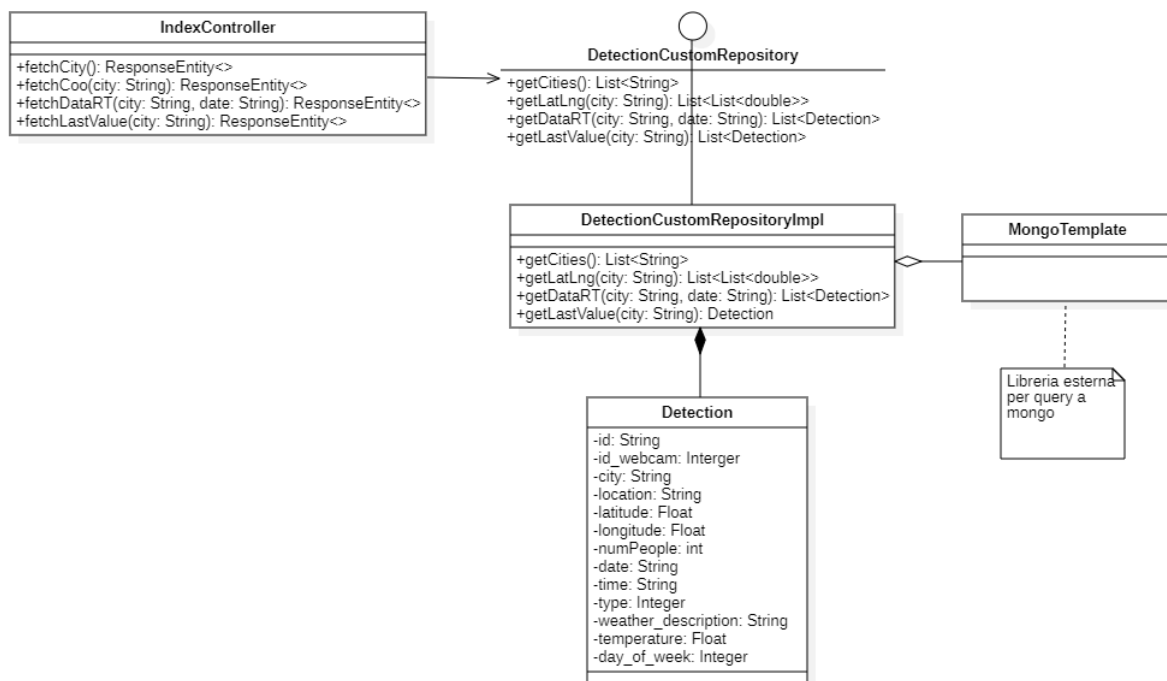 IndexController
+fetchCity(): ResponseEntity<>
+fetchCoo(city: String): ResponseEntity<>
+fetchDataRT(city: String, date: String): ResponseEntity<>
+fetchLastValue(city: String): ResponseEntity<>
DetectionCustomRepository
+getCities(): List<String>
+getLatLng(city: String): List<List<double>>
+getDataRT(city: String, date: String): List<Detection>
+getLastValue(city: String): List<Detection>
DetectionCustomRepositoryImpl
+getCities(): List<String>
+getLatLng(city: String): List<List<double>>
+getDataRT(city: String, date: String): List<Detection>
+getLastValue(city: String): Detection
MongoTemplate
Libreria esterna
per query a
mongo
Detection
-id: String
-id_webcam: Interger
-city: String
-location: String
-latitude: Float
-longitude: Float
-numPeople: int
-date: String
-time: String
-type: Integer
-weather_description: String
-temperature: Float
-day_of_week: Integer